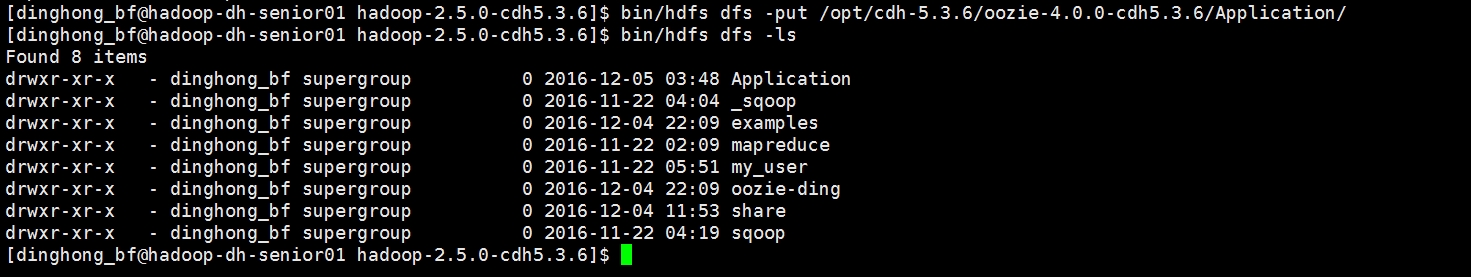 [dinghong_bf@hadoop-dh-senior01 hadoop-2.5.0-cdh5.3.6]$ bin/hdfs dfs -put /opt/cdh-5.3.6/oozie-4.0.0-cdh5.3.6/Application/
[dinghong_bf@hadoop-dh-senior01 hadoop-2.5.0-cdh5.3.6]$ bin/hdfs dfs -ls
Found 8 items
drwxr-xr-x   - dinghong_bf supergroup          0 2016-12-05 03:48 Application
drwxr-xr-x   - dinghong_bf supergroup          0 2016-11-22 04:04 _sqoop
drwxr-xr-x   - dinghong_bf supergroup          0 2016-12-04 22:09 examples
drwxr-xr-x   - dinghong_bf supergroup          0 2016-11-22 02:09 mapreduce
drwxr-xr-x   - dinghong_bf supergroup          0 2016-11-22 05:51 my_user
drwxr-xr-x   - dinghong_bf supergroup          0 2016-12-04 22:09 oozie-ding
drwxr-xr-x   - dinghong_bf supergroup          0 2016-12-04 11:53 share
drwxr-xr-x   - dinghong_bf supergroup          0 2016-11-22 04:19 sqoop
[dinghong_bf@hadoop-dh-senior01 hadoop-2.5.0-cdh5.3.6]$